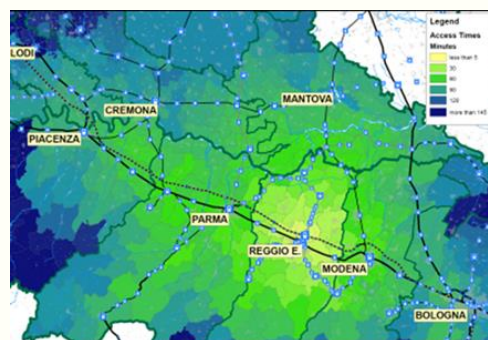 Legend
Access Times
Minutes
less than 5
30
60
90
120
more than 145
LODI
CREMONA
MANTOVA
PIACENZA
PARMA
REGGIO E.
MODENA
BOLOGNA